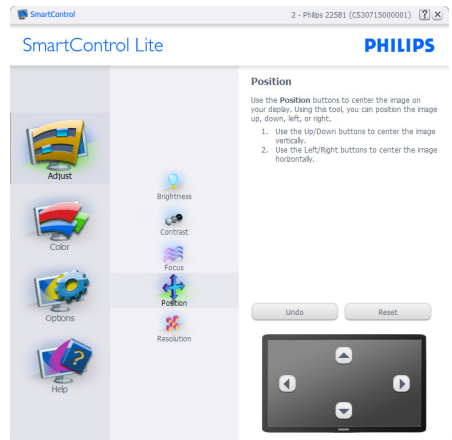 SmartControl
2 - Philips 225B1 (CS30715000001)
?
SmartControl Lite
PHILIPS
Adjust
Color
Options
Help
Brightness
Contrast
Focus
Position
Resolution
Position
Use the Position buttons to center the image on
your display. Using this tool, you can position the image
up, down, left, or right.
1. Use the Up/Down buttons to center the image
vertically.
2. Use the Left/Right buttons to center the image
horizontally.
Undo
Reset
PHILIPS